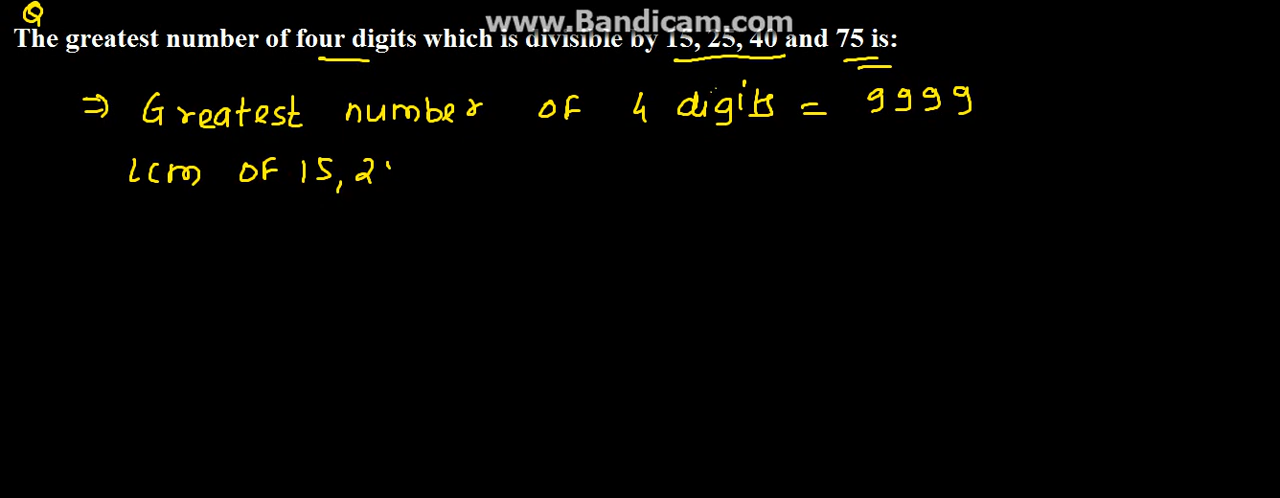 Q
www.Bandicam.com
The greatest number of four digits which is divisible by 15, 25, 40 and 75 is:
⇒ Greatest number of 4 digits = 9999
LCM OF 15, 2